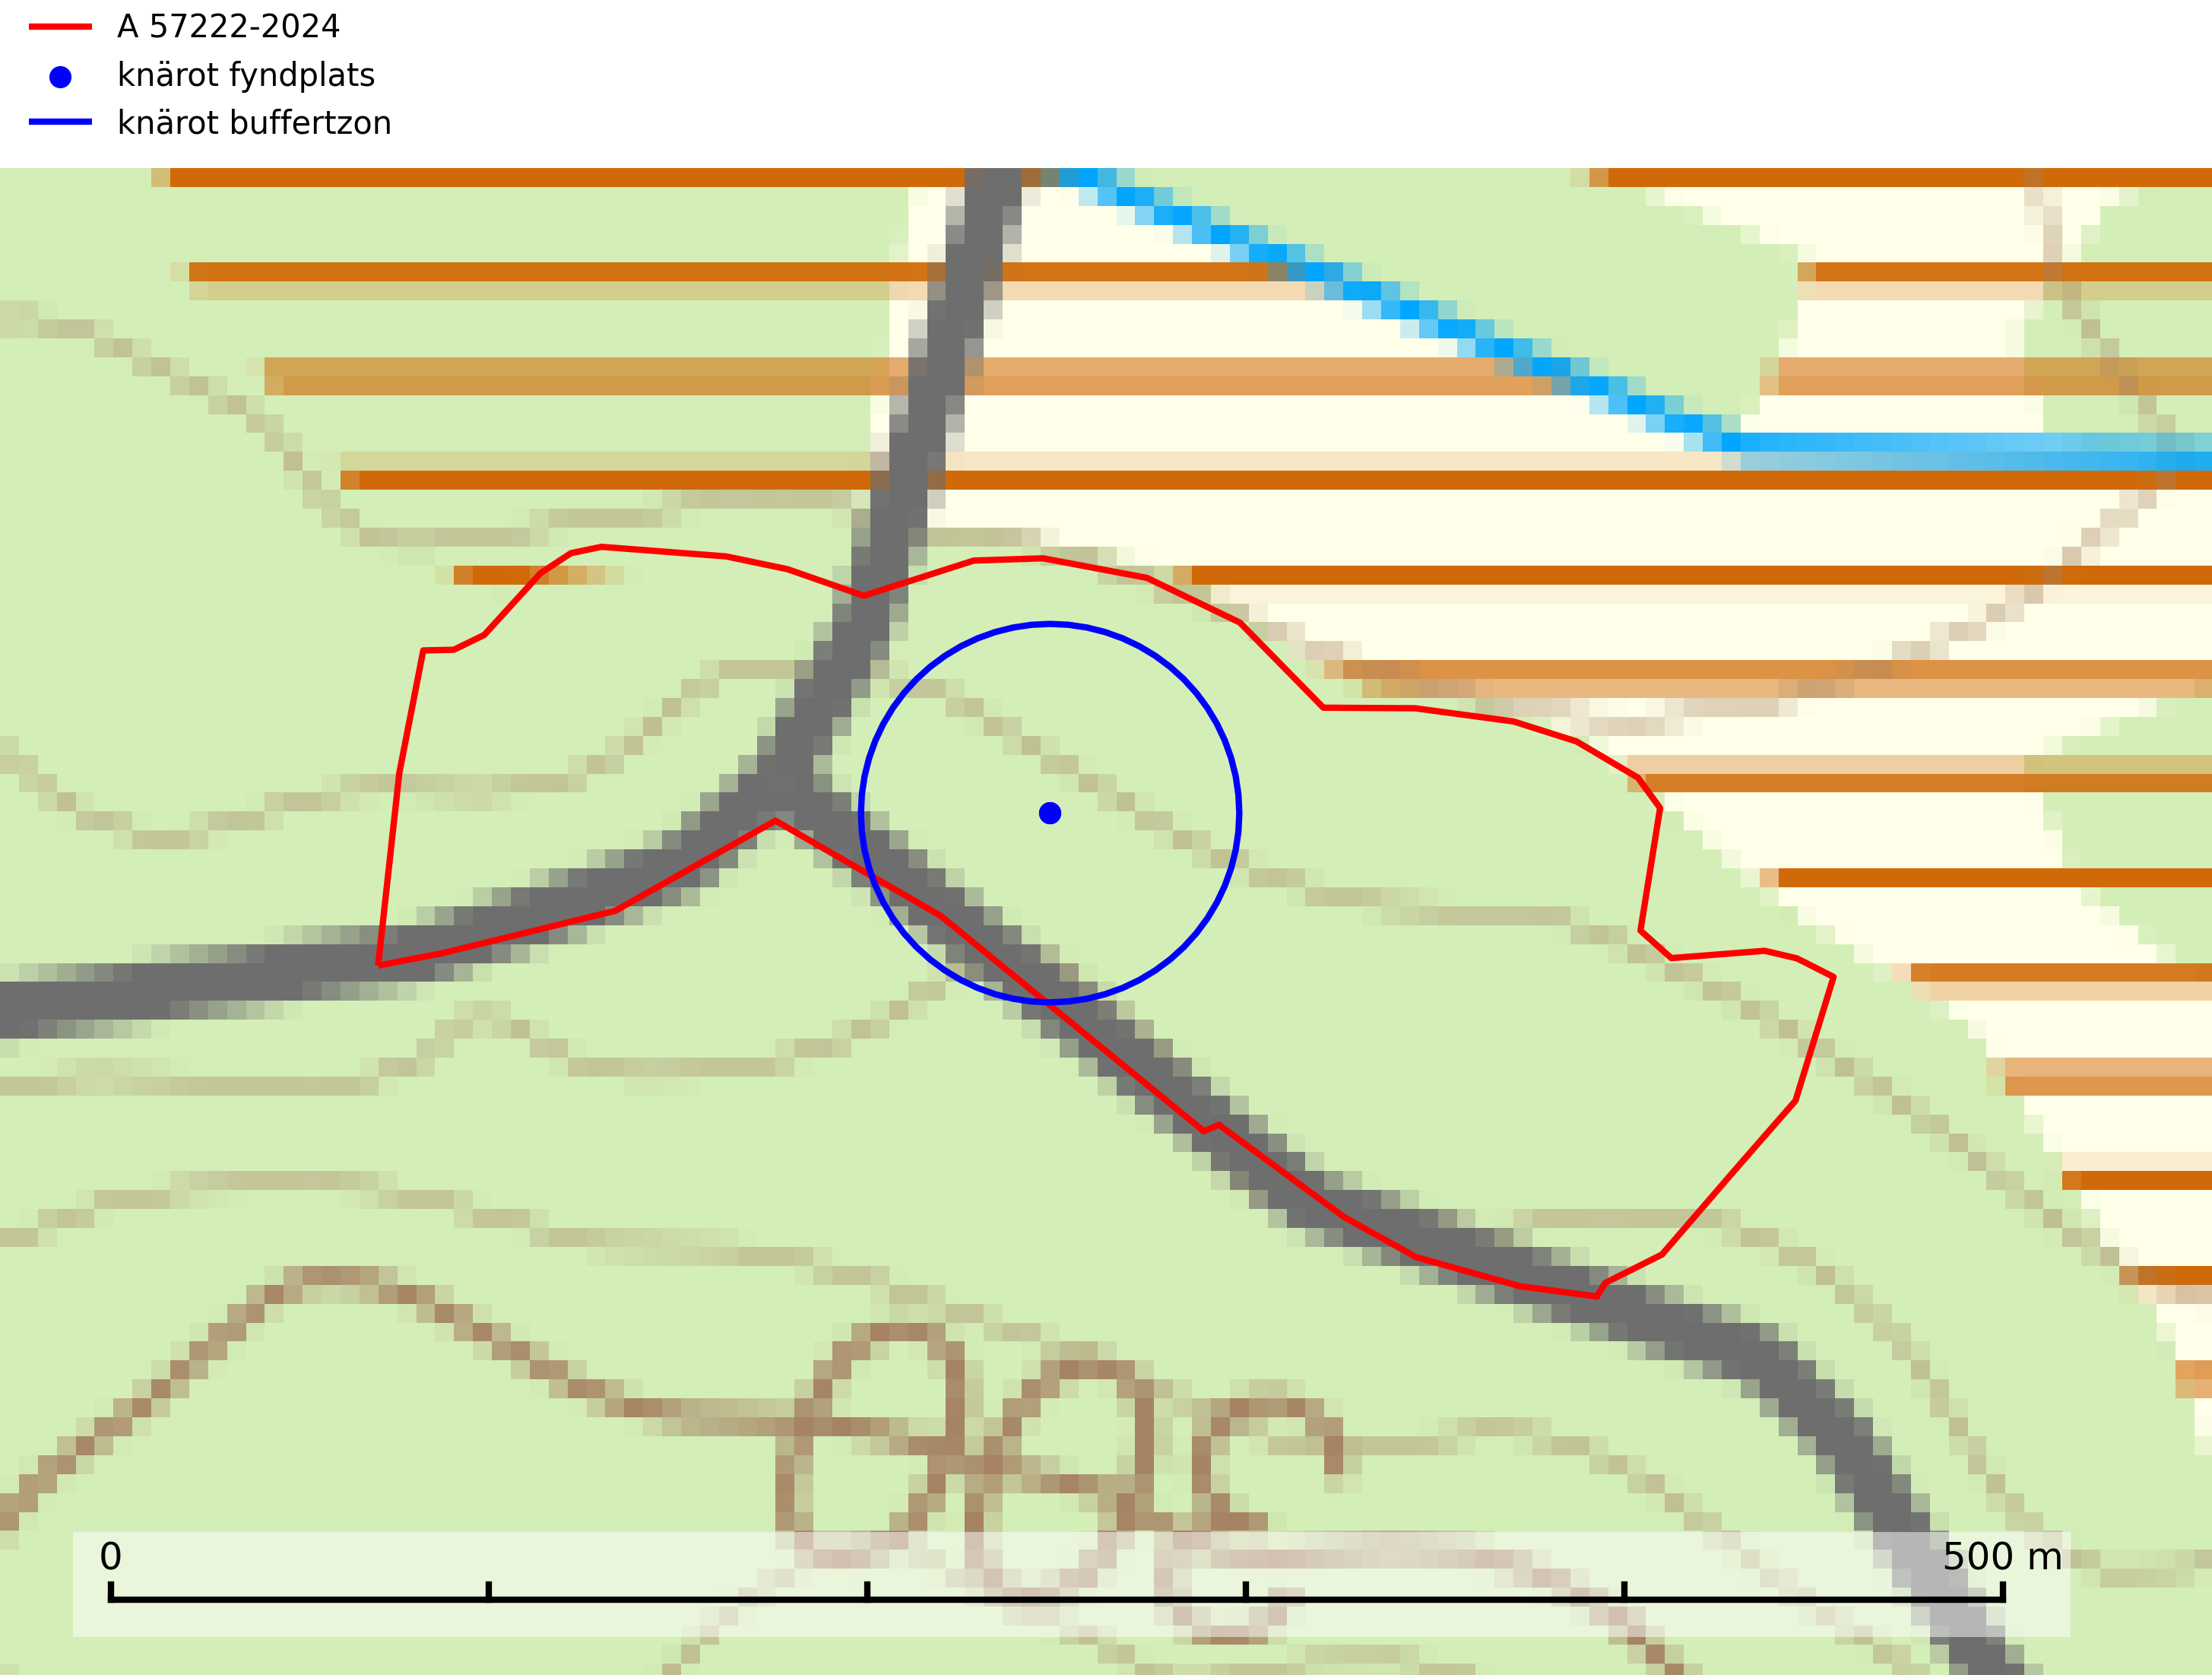 A 57222-2024
knärot fyndplats
knärot buffertzon
0
500 m